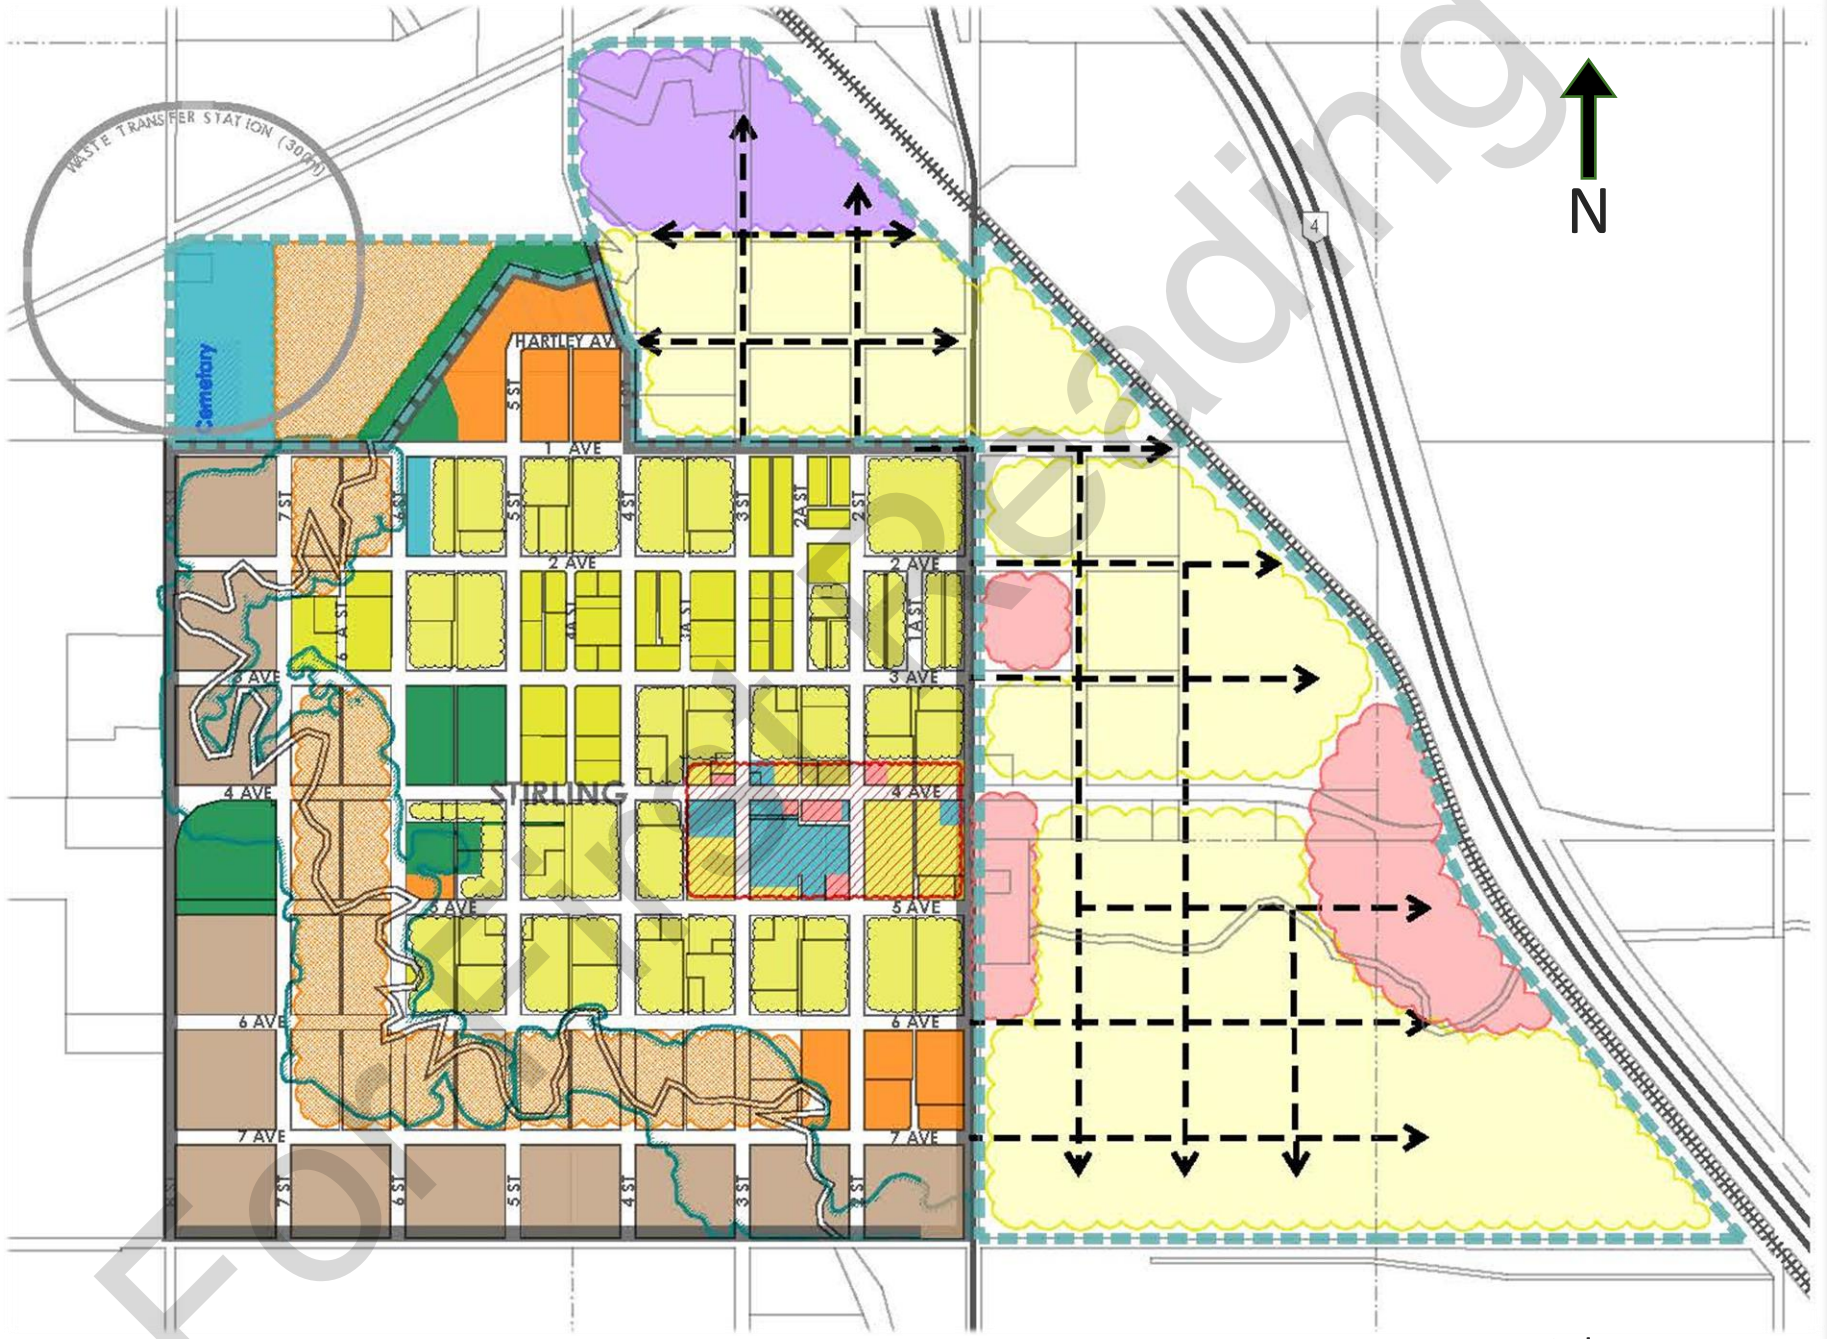 WASTE TRANSFER STATION (300m)
4
N
Cemetary
HARTLEY AV
5 ST
1 AVE
7 ST
6 ST
5 ST
4 ST
3 ST
2A ST
2 ST
2 AVE
2 AVE
6 A ST
4A ST
3A ST
1A ST
3 AVE
3 AVE
STIRLING
4 AVE
4 AVE
5 AVE
5 AVE
6 AVE
6 AVE
7 AVE
7 AVE
7 ST
6 ST
5 ST
4 ST
3 ST
2 ST
For First Reading